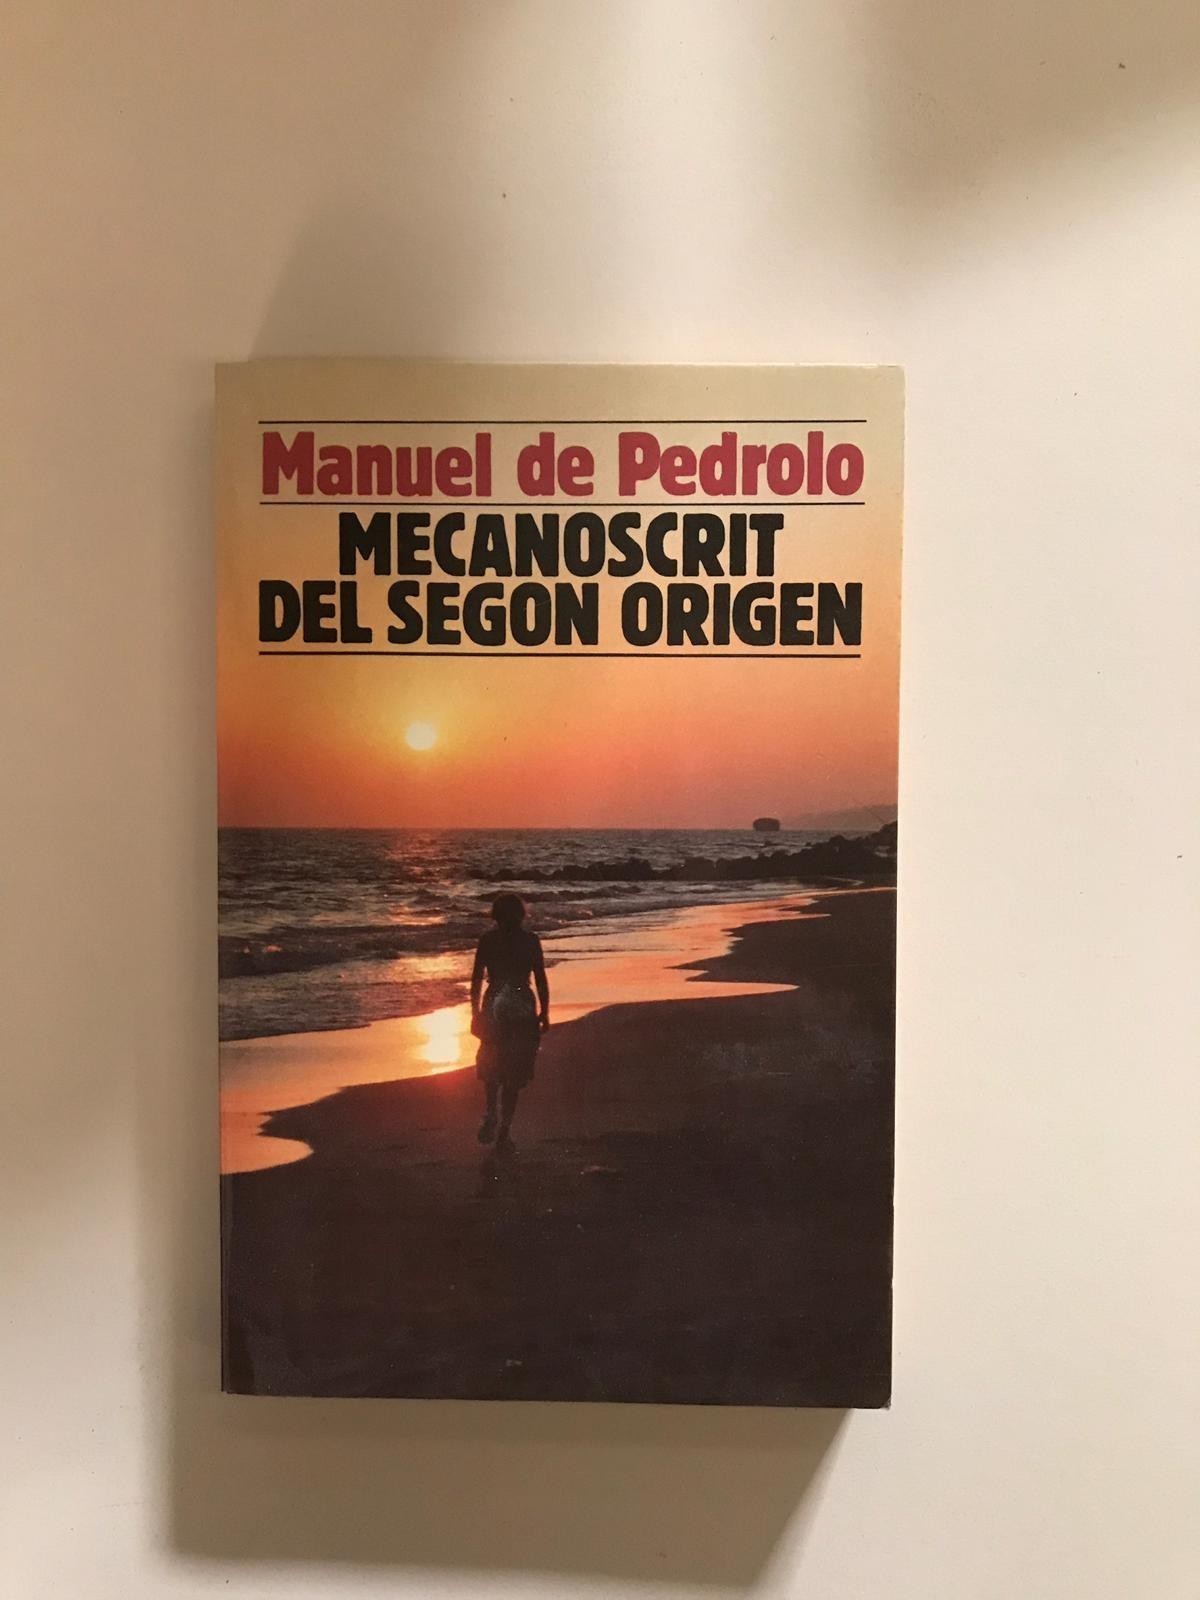 Manuel de Pedrolo
MECANOSCRIT
DEL SEGON ORIGEN